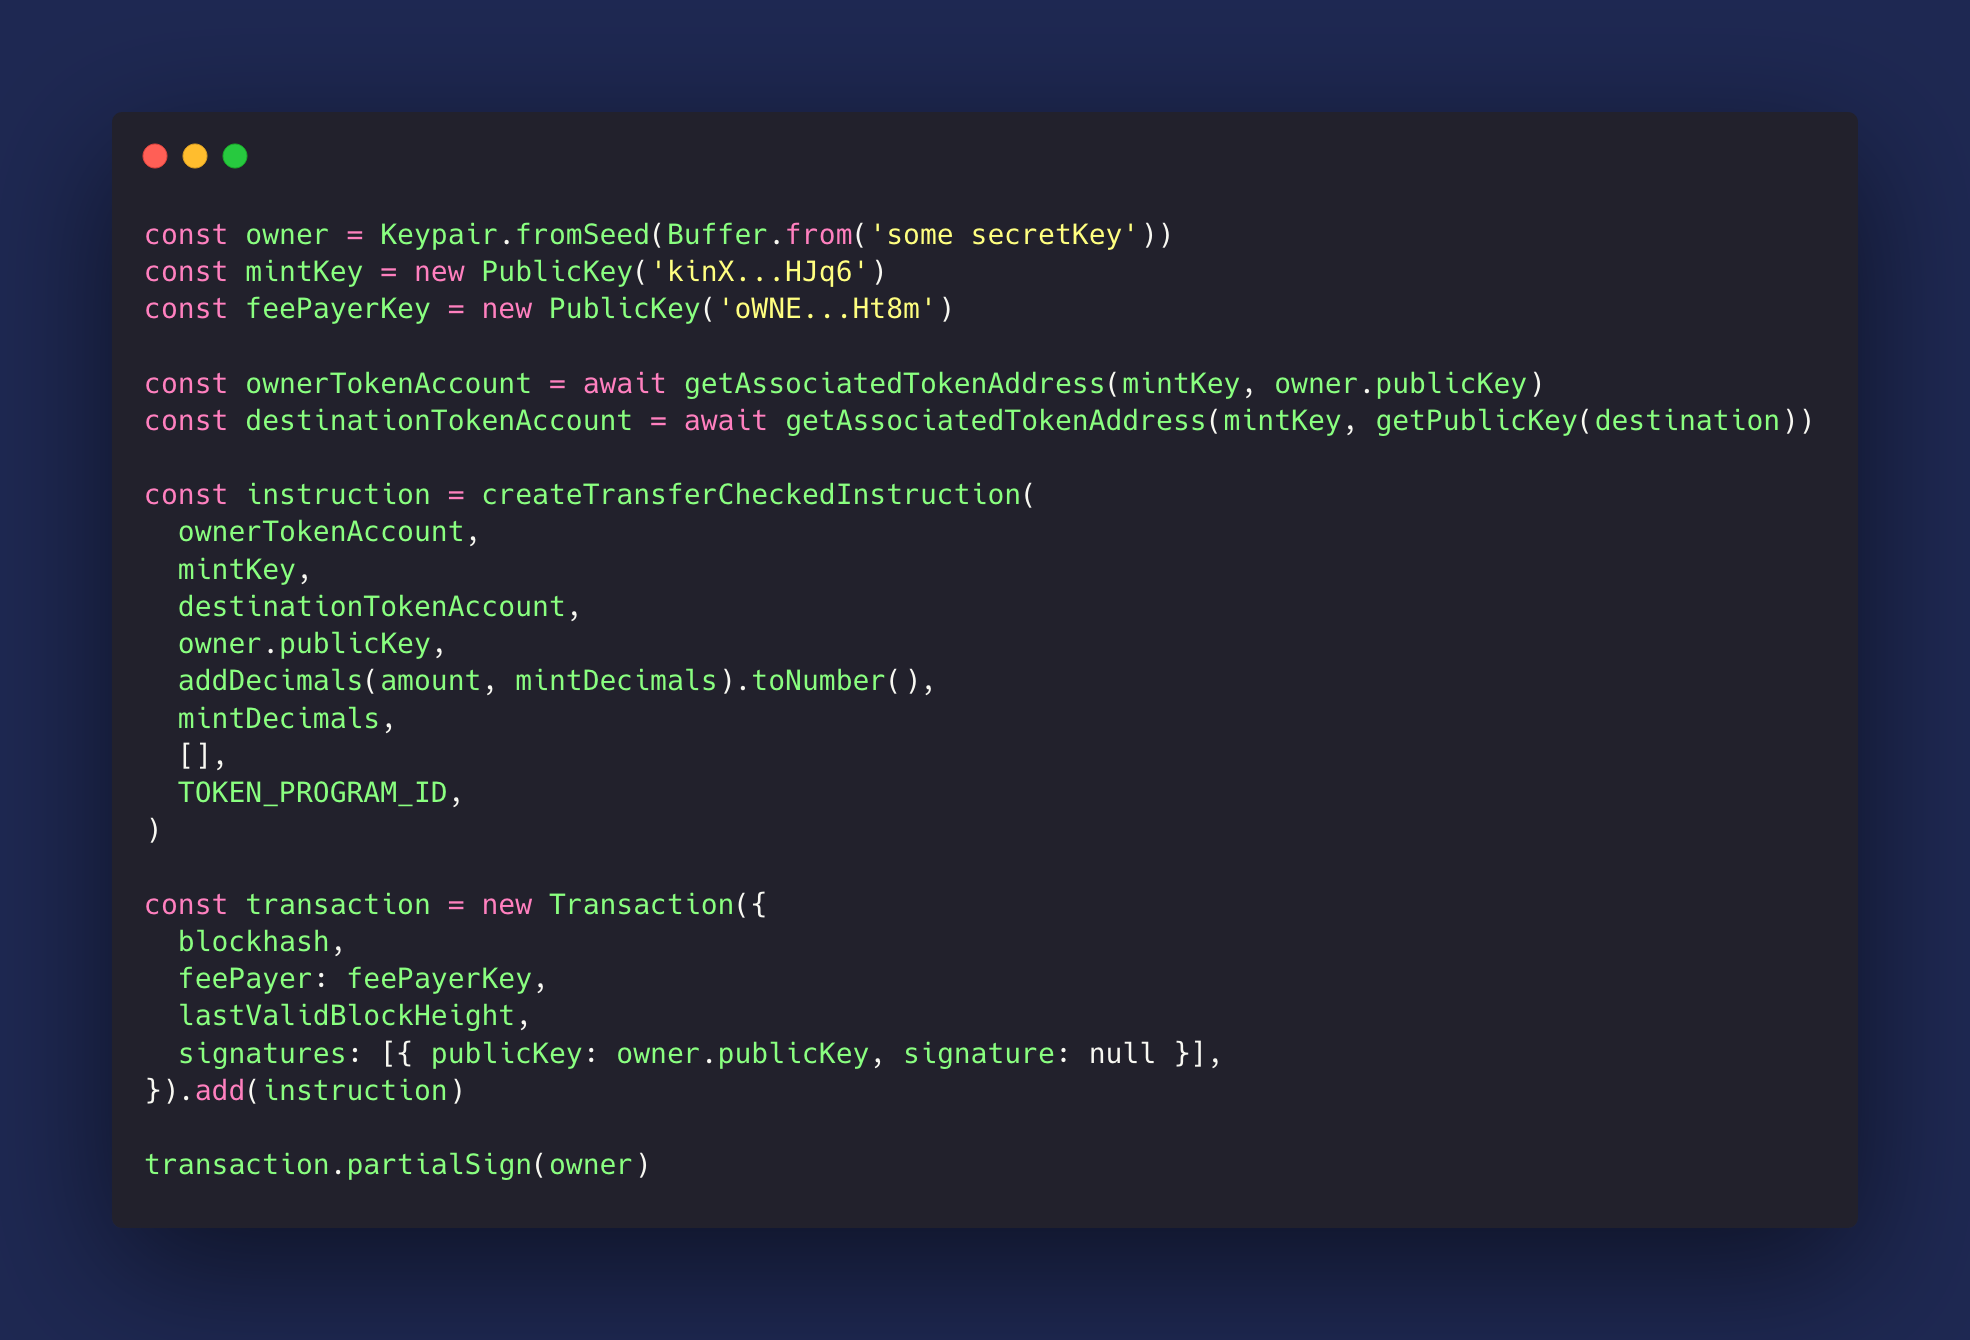 const owner = Keypair.fromSeed(Buffer.from('some secretKey'))
const mintKey = new PublicKey('kinX...HJq6')
const feePayerKey = new PublicKey('oWNE...Ht8m')

const ownerTokenAccount = await getAssociatedTokenAddress(mintKey, owner.publicKey)
const destinationTokenAccount = await getAssociatedTokenAddress(mintKey, getPublicKey(destination))

const instruction = createTransferCheckedInstruction(
  ownerTokenAccount,
  mintKey,
  destinationTokenAccount,
  owner.publicKey,
  addDecimals(amount, mintDecimals).toNumber(),
  mintDecimals,
  [],
  TOKEN_PROGRAM_ID,
)

const transaction = new Transaction({
  blockhash,
  feePayer: feePayerKey,
  lastValidBlockHeight,
  signatures: [{ publicKey: owner.publicKey, signature: null }],
}).add(instruction)

transaction.partialSign(owner)